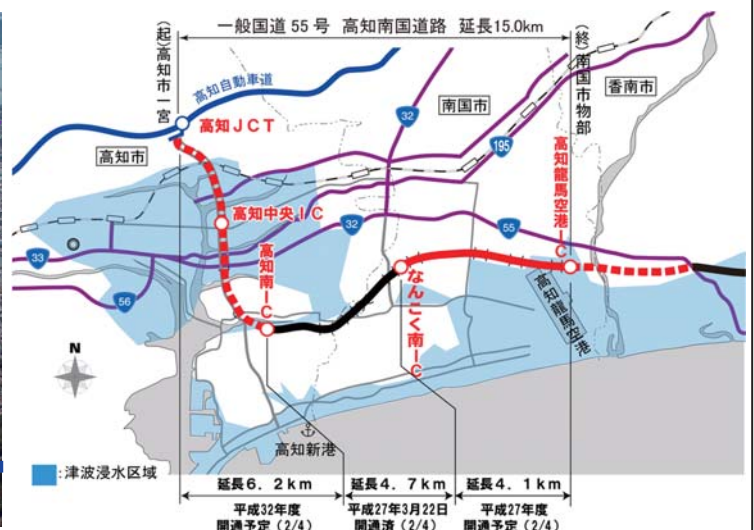 一般国道 55 号 高知南国道路 延長15.0km
(起)高知市一宮
(終)南国市物部
高知自動車道
高知JCT
高知市
南国市
香南市
32
195
高知龍馬空港IC
高知中央IC
32
55
33
56
高知南IC
なんこく南IC
高知龍馬空港
N
高知新港
:津波浸水区域
延長6.2km
延長4.7km
延長4.1km
平成32年度
開通予定(2/4)
平成27年3月22日
開通済(2/4)
平成27年度
開通予定(2/4)